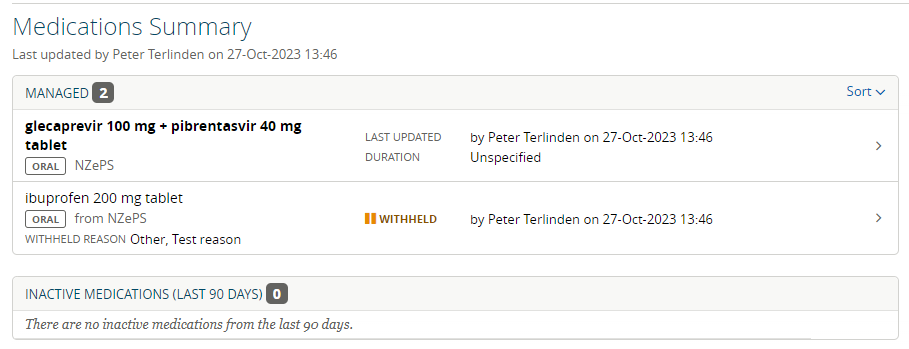 Medications Summary
Last updated by Peter Terlinden on 27-Oct-2023 13:46
MANAGED 2
Sort
glecaprevir 100 mg + pibrentasvir 40 mg
tablet
ORAL NZePS
LAST UPDATED by Peter Terlinden on 27-Oct-2023 13:46
DURATION Unspecified
ibuprofen 200 mg tablet
ORAL from NZePS
WITHHELD REASON Other, Test reason
WITHHELD by Peter Terlinden on 27-Oct-2023 13:46
INACTIVE MEDICATIONS (LAST 90 DAYS) 0
There are no inactive medications from the last 90 days.